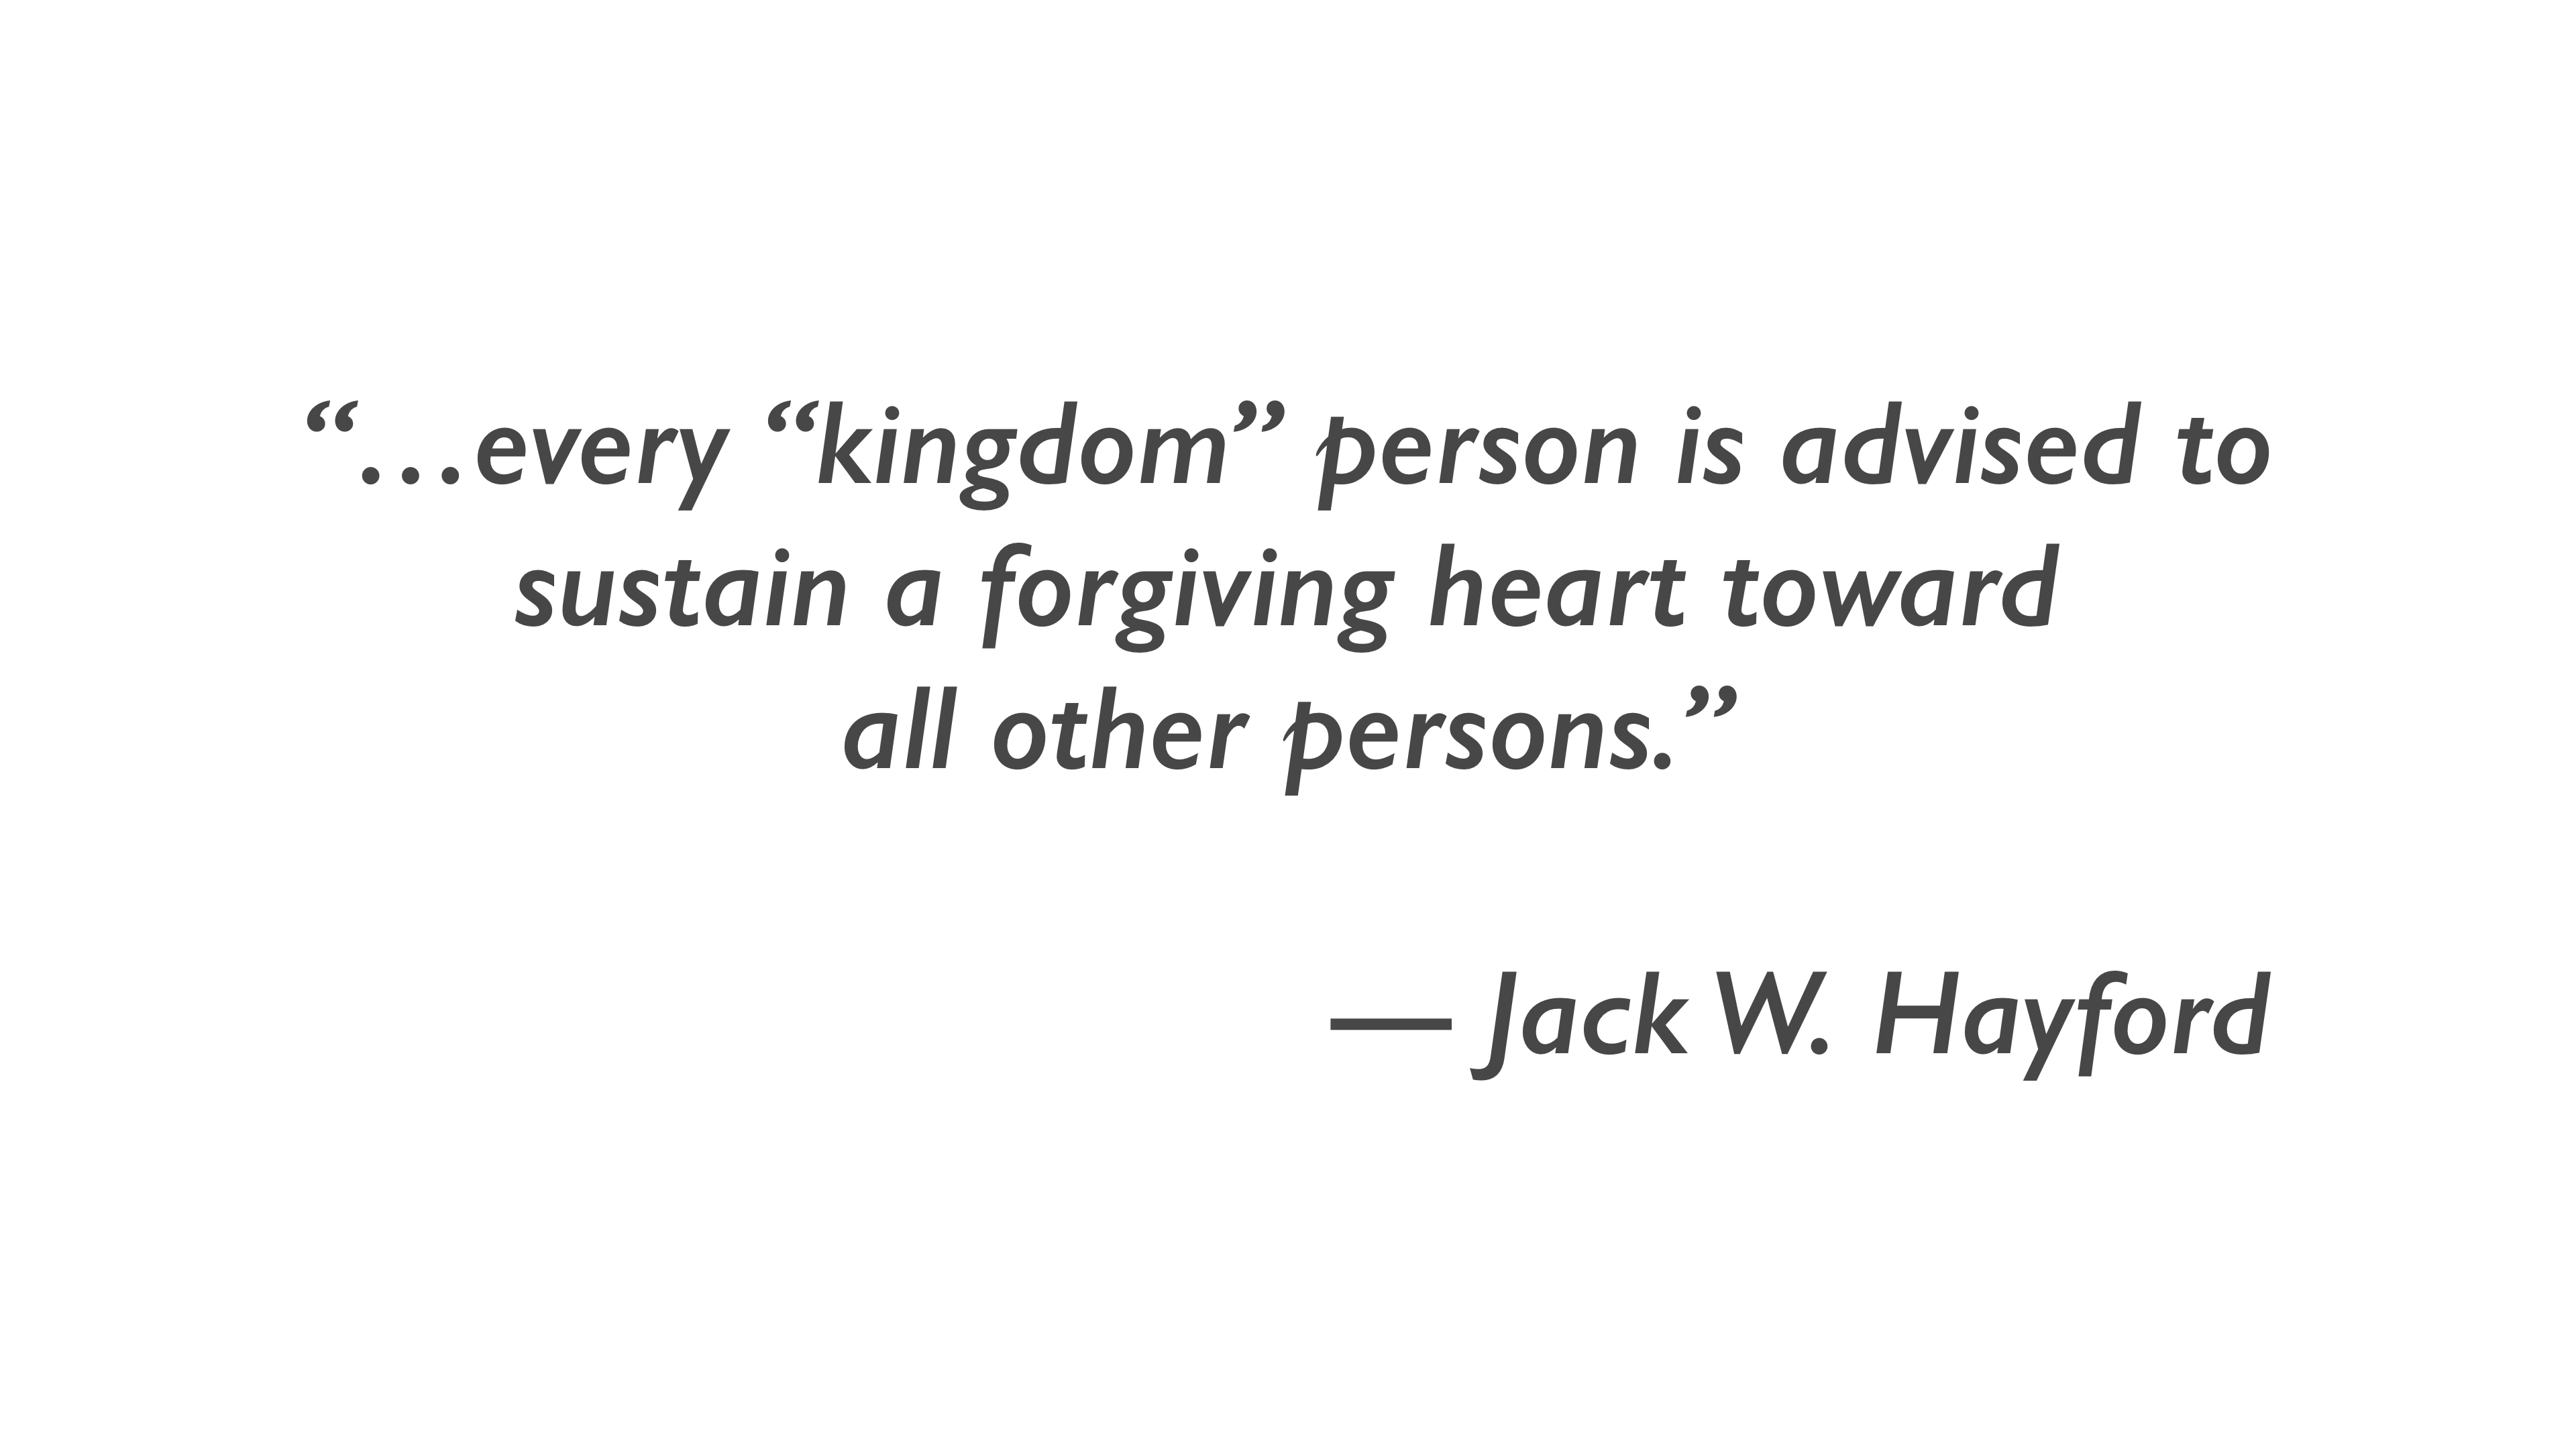 “…every “kingdom” person is advised to
sustain a forgiving heart toward
all other persons.”
— Jack W. Hayford